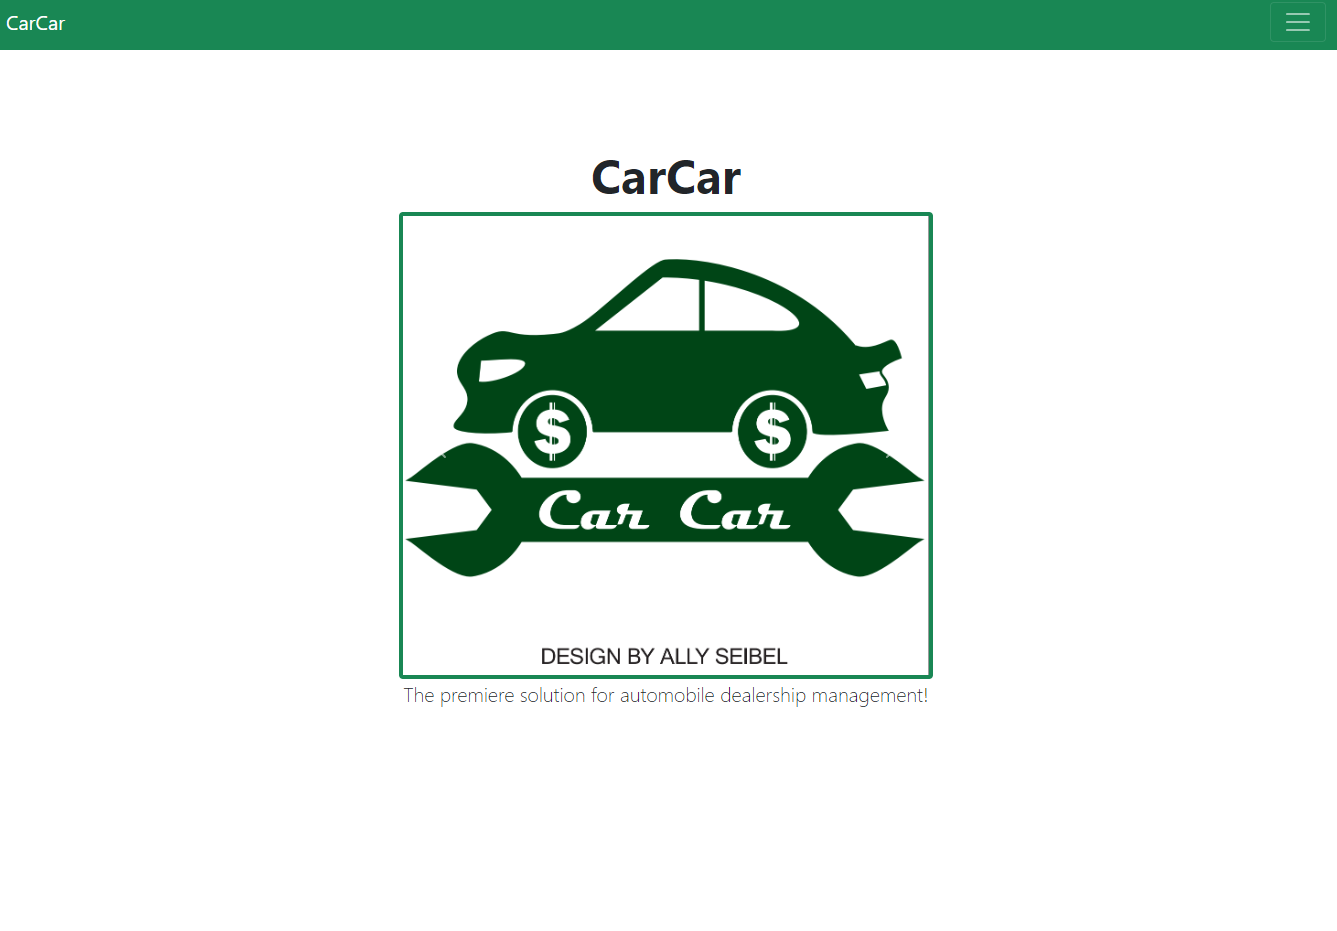 CarCar
CarCar
$ $
Car Car
DESIGN BY ALLY SEIBEL
The premiere solution for automobile dealership management!